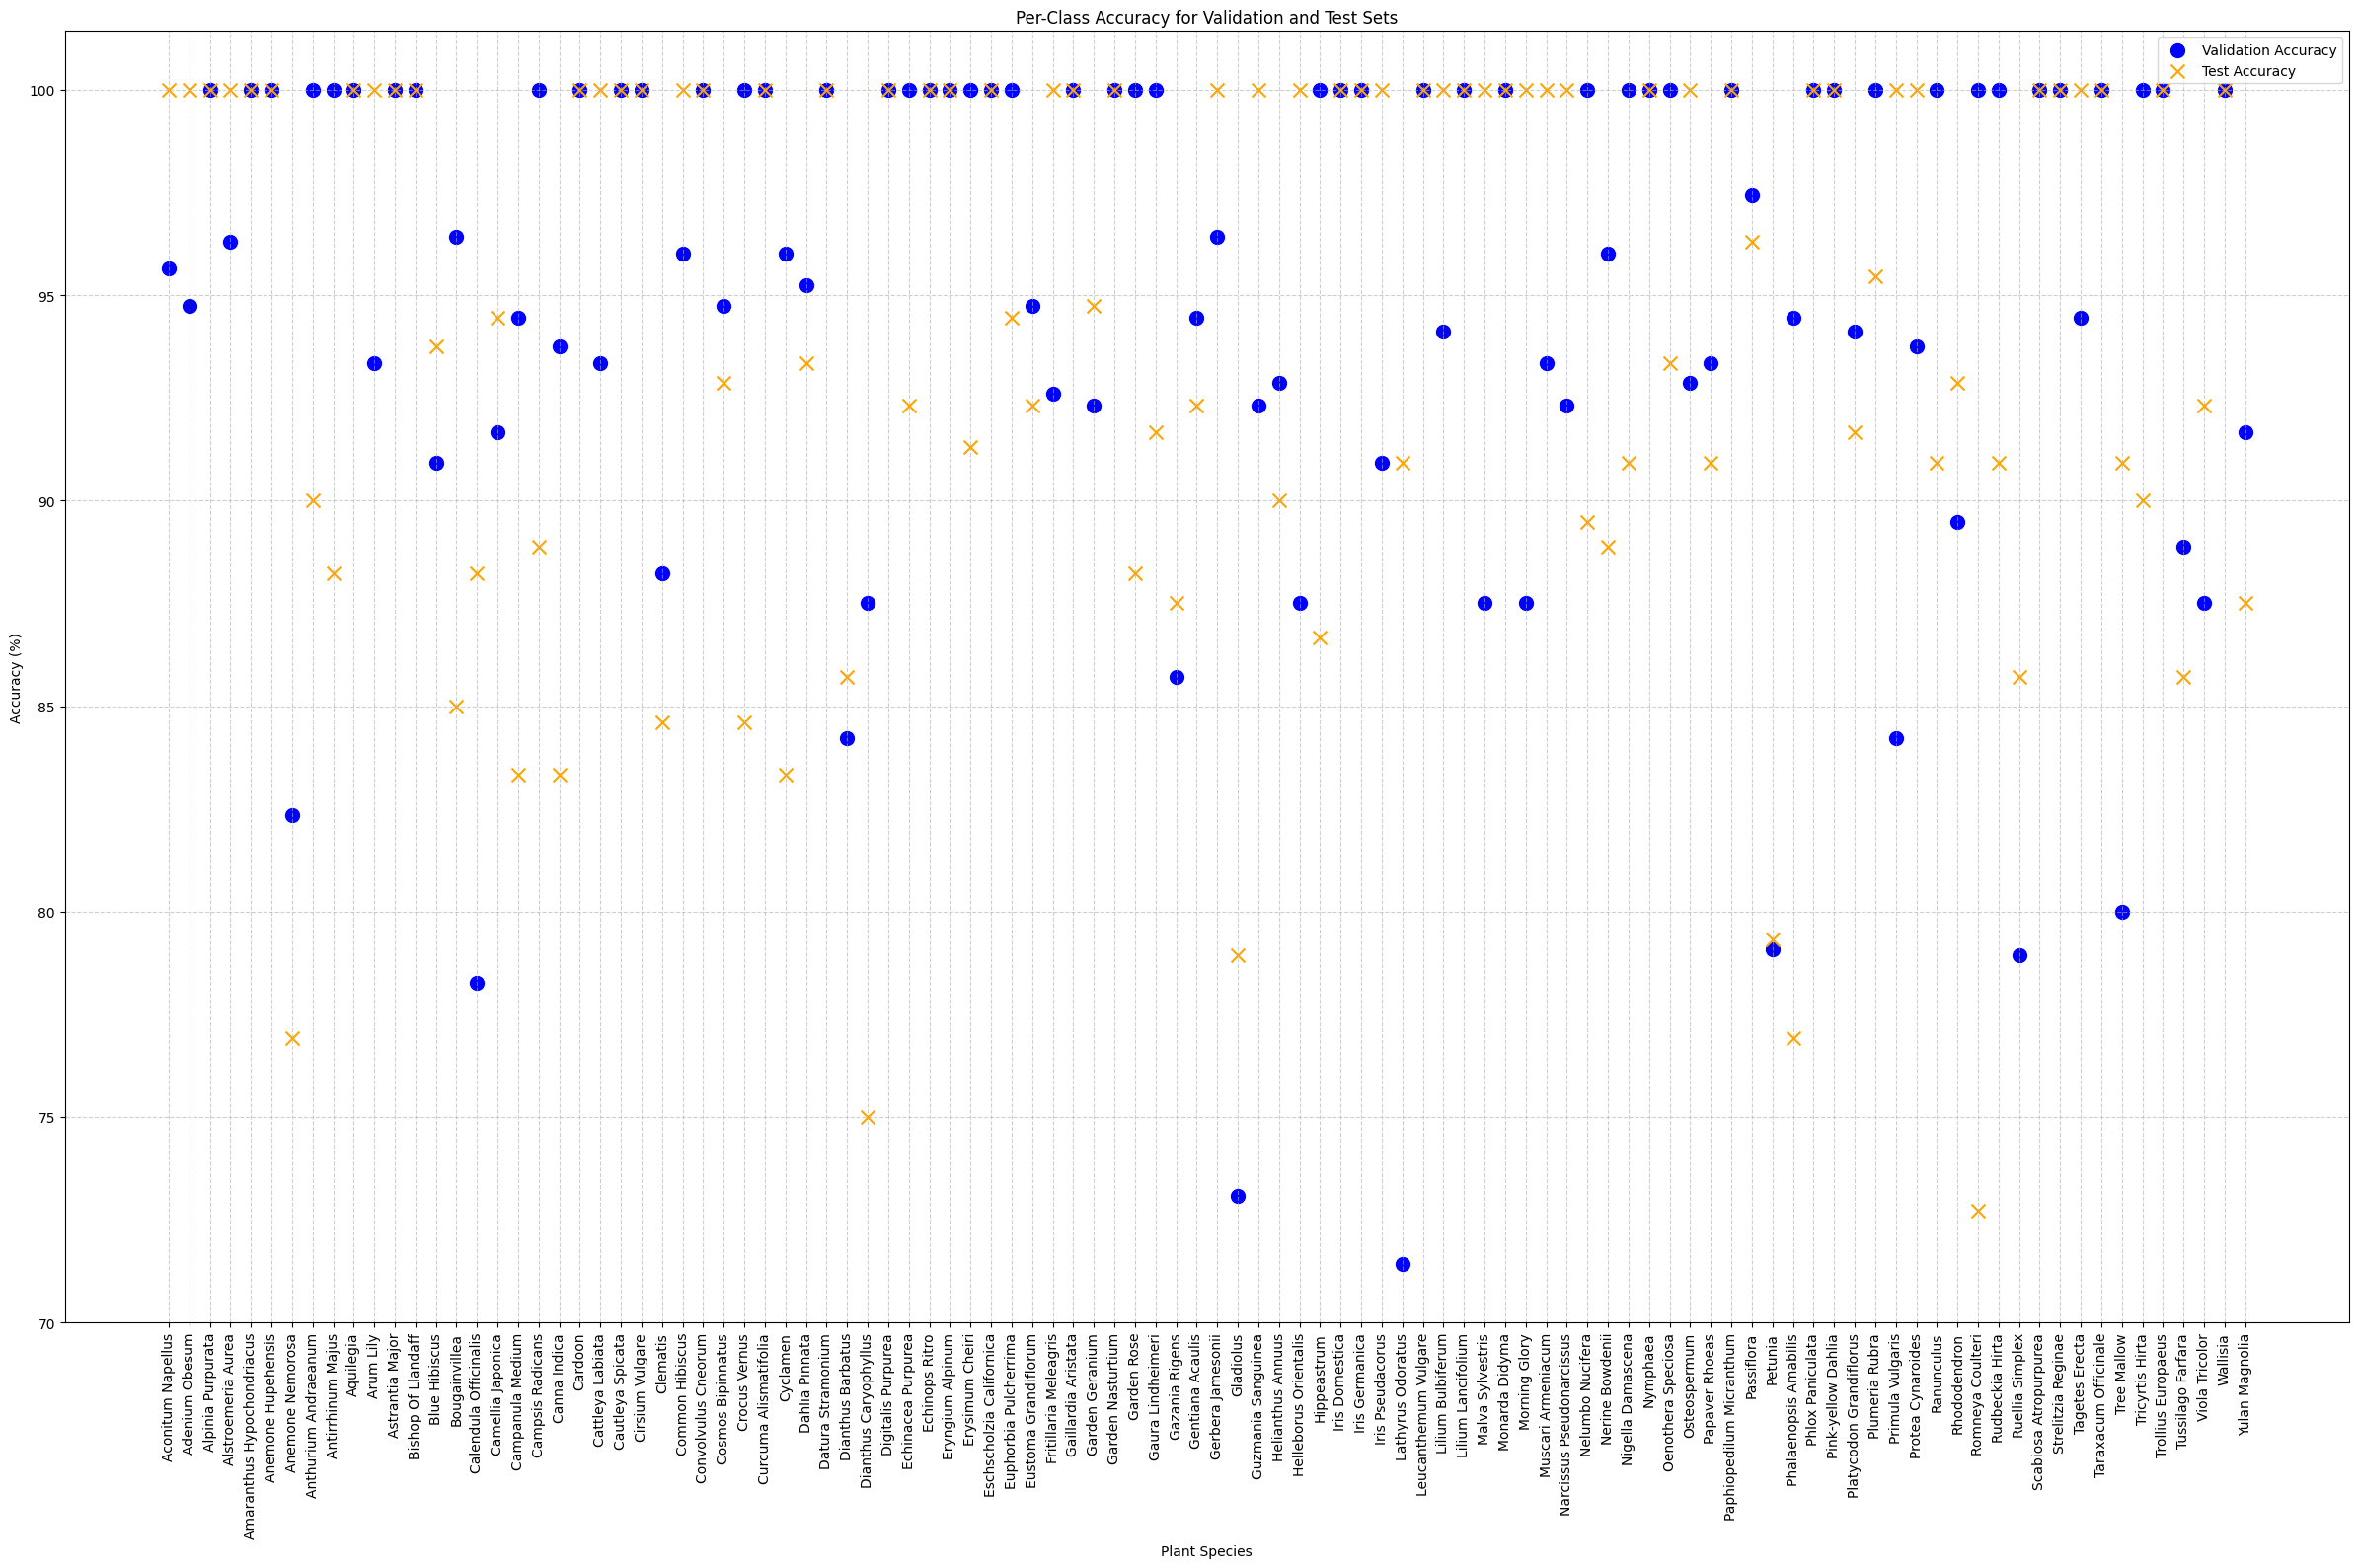 Per-Class Accuracy for Validation and Test Sets
Validation Accuracy
Test Accuracy
Accuracy (%)
100
95
90
85
80
75
70
Aconitum Napellus
Adenium Obesum
Alpinia Purpurata
Alstroemeria Aurea
Amaranthus Hypochondriacus
Anemone Hupehensis
Anemone Nemorosa
Anthurium Andraeanum
Antirrhinum Majus
Aquilegia
Arum Lily
Astrantia Major
Bishop Of Llandaff
Blue Hibiscus
Bougainvillea
Calendula Officinalis
Camellia Japonica
Campanula Medium
Campsis Radicans
Canna Indica
Cardoon
Cattleya Labiata
Cautleya Spicata
Cirsium Vulgare
Clematis
Common Hibiscus
Convolvulus Cneorum
Cosmos Bipinnatus
Crocus Vernus
Curcuma Alismatifolia
Cyclamen
Dahlia Pinnata
Datura Stramonium
Dianthus Barbatus
Dianthus Caryophyllus
Digitalis Purpurea
Echinacea Purpurea
Echinops Ritro
Eryngium Alpinum
Erysimum Cheiri
Eschscholzia Californica
Euphorbia Pulcherrima
Eustoma Grandiflorum
Fritillaria Meleagris
Gaillardia Aristata
Garden Geranium
Garden Nasturtium
Garden Rose
Gaura Lindheimeri
Gazania Rigens
Gentiana Acaulis
Gerbera Jamesonii
Gladiolus
Guzmania Sanguinea
Helianthus Annuus
Helleborus Orientalis
Hippeastrum
Iris Domestica
Iris Germanica
Iris Pseudacorus
Lathyrus Odoratus
Leucanthemum Vulgare
Lilium Bulbiferum
Lilium Lancifolium
Malva Sylvestris
Monarda Didyma
Morning Glory
Muscari Armeniacum
Narcissus Pseudonarcissus
Nelumbo Nucifera
Nerine Bowdenii
Nigella Damascena
Nymphaea
Oenothera Speciosa
Osteospermum
Papaver Rhoeas
Paphiopedilum Micranthum
Passiflora
Petunia
Phalaenopsis Amabilis
Phlox Paniculata
Pink-yellow Dahlia
Platycodon Grandiflorus
Plumeria Rubra
Primula Vulgaris
Protea Cynaroides
Ranunculus
Rhododendron
Romneya Coulteri
Rudbeckia Hirta
Ruellia Simplex
Scabiosa Atropurpurea
Strelitzia Reginae
Tagetes Erecta
Taraxacum Officinale
Tree Mallow
Tricyrtis Hirta
Trollius Europaeus
Tussilago Farfara
Viola Tricolor
Wallisia
Yulan Magnolia
Plant Species